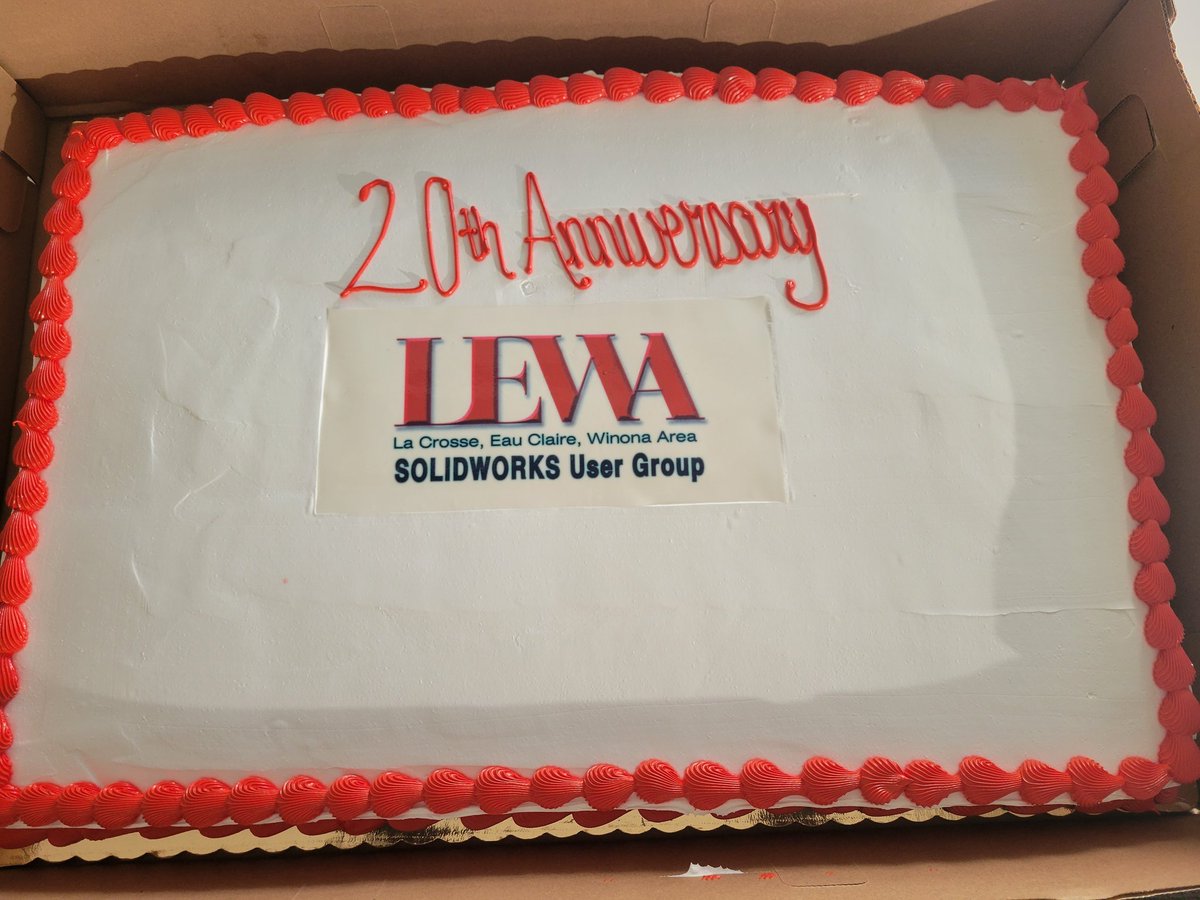 20th Anniversary
LEWA
La Crosse, Eau Claire, Winona Area
SOLIDWORKS User Group